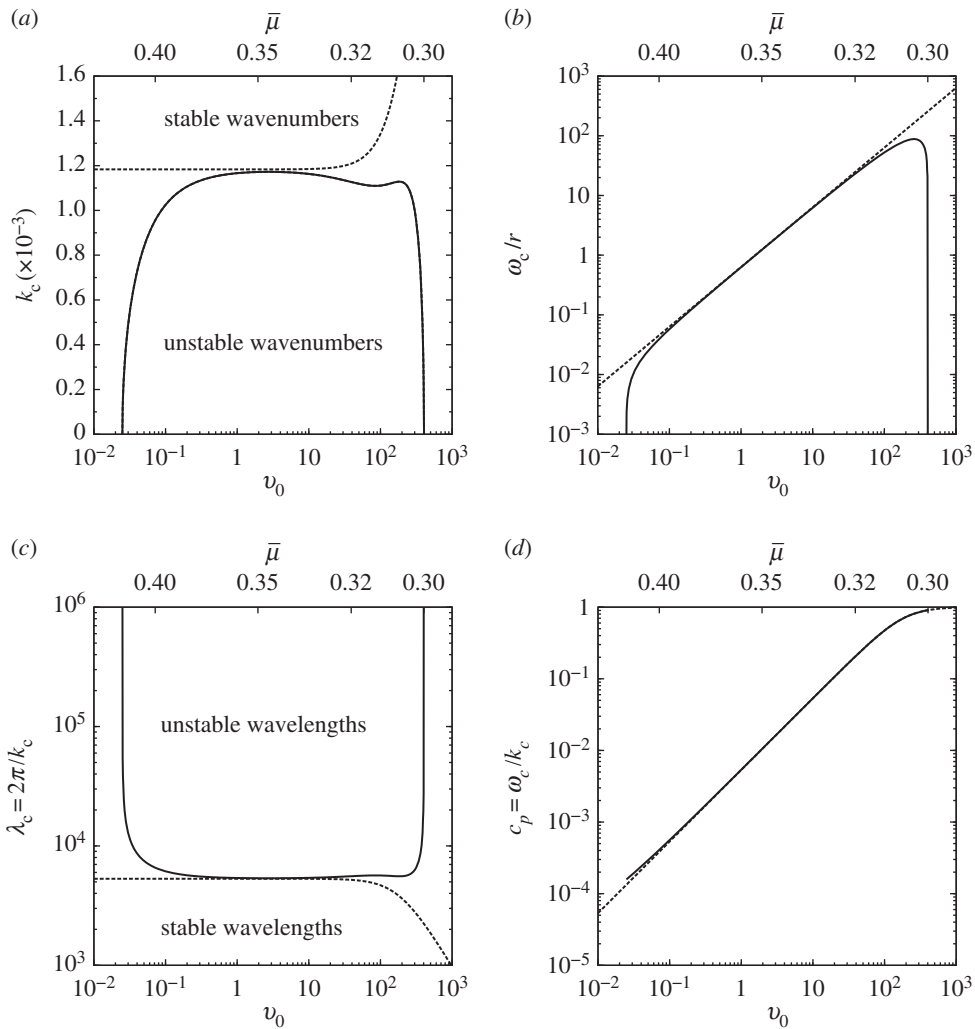 (a)
μ̄
0.40 0.35 0.32 0.30
1.6
1.4
1.2
1.0
0.8
0.6
0.4
0.2
0
k_c (×10^−3)
stable wavenumbers
unstable wavenumbers
10^−2 10^−1 1 10 10^2 10^3
υ_0
(b)
μ̄
0.40 0.35 0.32 0.30
10^3
10^2
10
1
10^−1
10^−2
10^−3
ω_c/r
10^−2 10^−1 1 10 10^2 10^3
υ_0
(c)
μ̄
0.40 0.35 0.32 0.30
10^6
10^5
10^4
10^3
λ_c = 2π/k_c
unstable wavelengths
stable wavelengths
10^−2 10^−1 1 10 10^2 10^3
υ_0
(d)
μ̄
0.40 0.35 0.32 0.30
1
10^−1
10^−2
10^−3
10^−4
10^−5
c_p = ω_c/k_c
10^−2 10^−1 1 10 10^2 10^3
υ_0